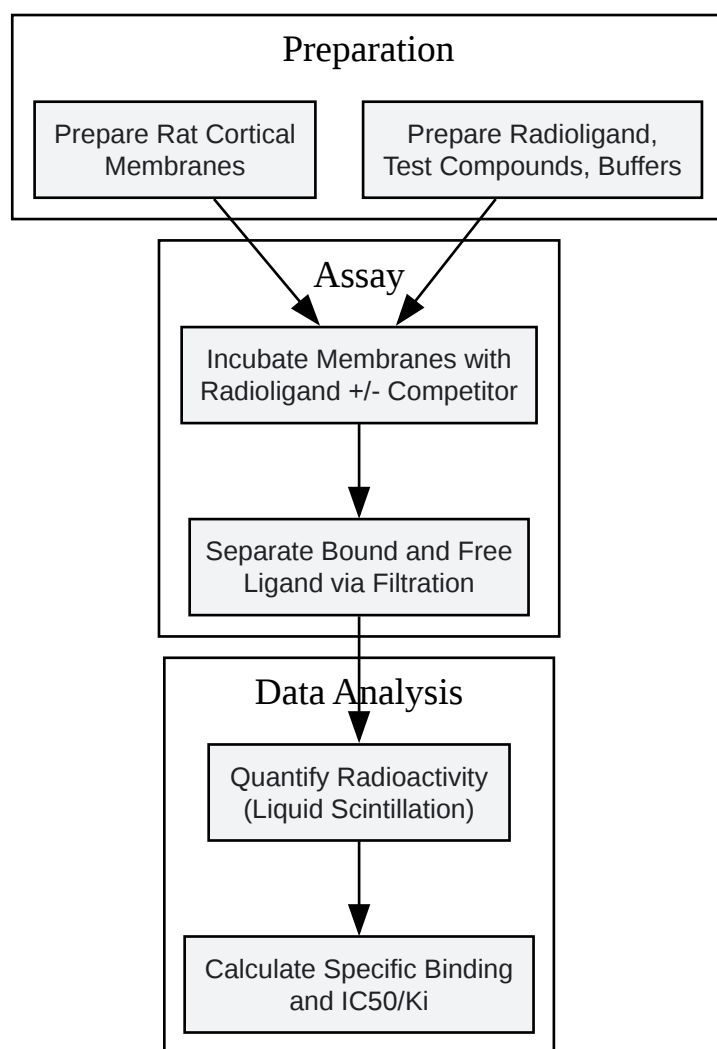 Preparation
Prepare Rat Cortical
Membranes
Prepare Radioligand,
Test Compounds, Buffers
Assay
Incubate Membranes with
Radioligand +/- Competitor
Separate Bound and Free
Ligand via Filtration
Data Analysis
Quantify Radioactivity
(Liquid Scintillation)
Calculate Specific Binding
and IC50/Ki